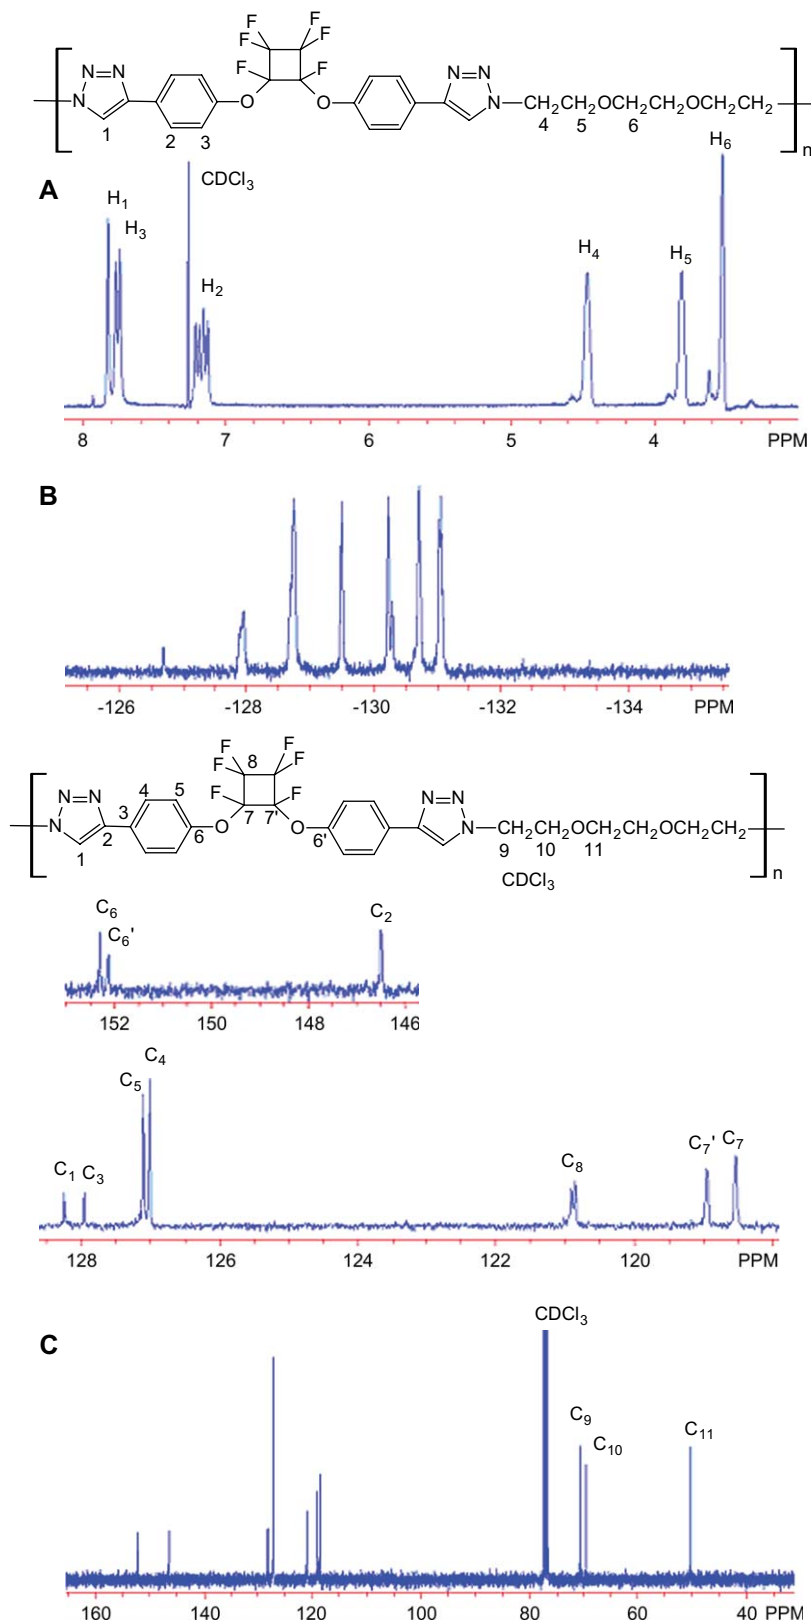 F F
F F
N=N F F N=N
N O O N CH₂CH₂OCH₂CH₂OCH₂CH₂
1 2 3 4 5 6 n
A
H₁ H₃ CDCl₃ H₂ H₄ H₅ H₆
8 7 6 5 4 PPM
B
-126 -128 -130 -132 -134 PPM
F 8 F
F F
N=N 4 5 F F N=N
N 3 O 7 7' O N CH₂CH₂OCH₂CH₂OCH₂CH₂
1 2 6 6' 9 10 11 n
CDCl₃
C₆ C₆' C₂
152 150 148 146
C₁ C₃ C₅ C₄ C₈ C₇' C₇
128 126 124 122 120 PPM
C
CDCl₃
C₉ C₁₀ C₁₁
160 140 120 100 80 60 40 PPM